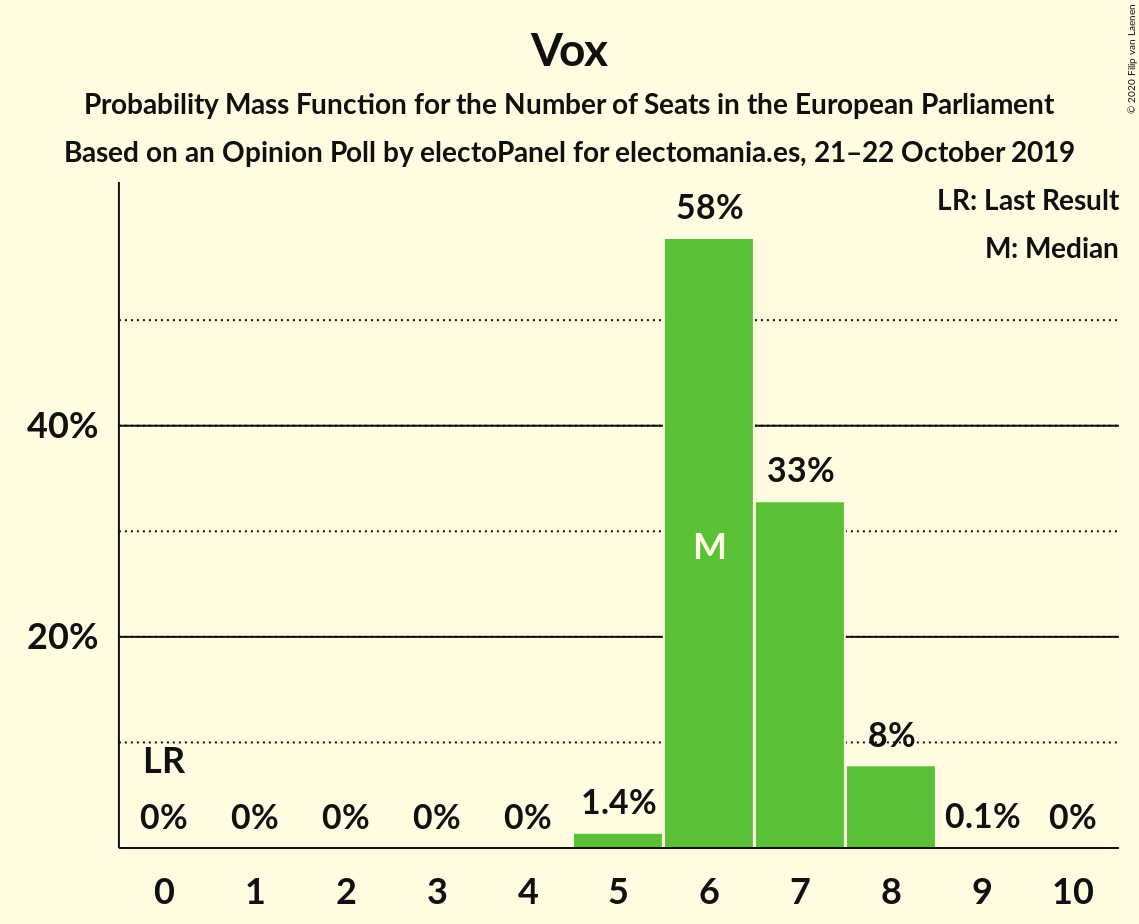 Vox
Probability Mass Function for the Number of Seats in the European Parliament
Based on an Opinion Poll by electoPanel for electomania.es, 21–22 October 2019
© 2020 Filip van Laenen
LR: Last Result
M: Median
58%
40%
33%
M
20%
LR
8%
0% 0% 0% 0% 0% 1.4% 0.1% 0%
0 1 2 3 4 5 6 7 8 9 10